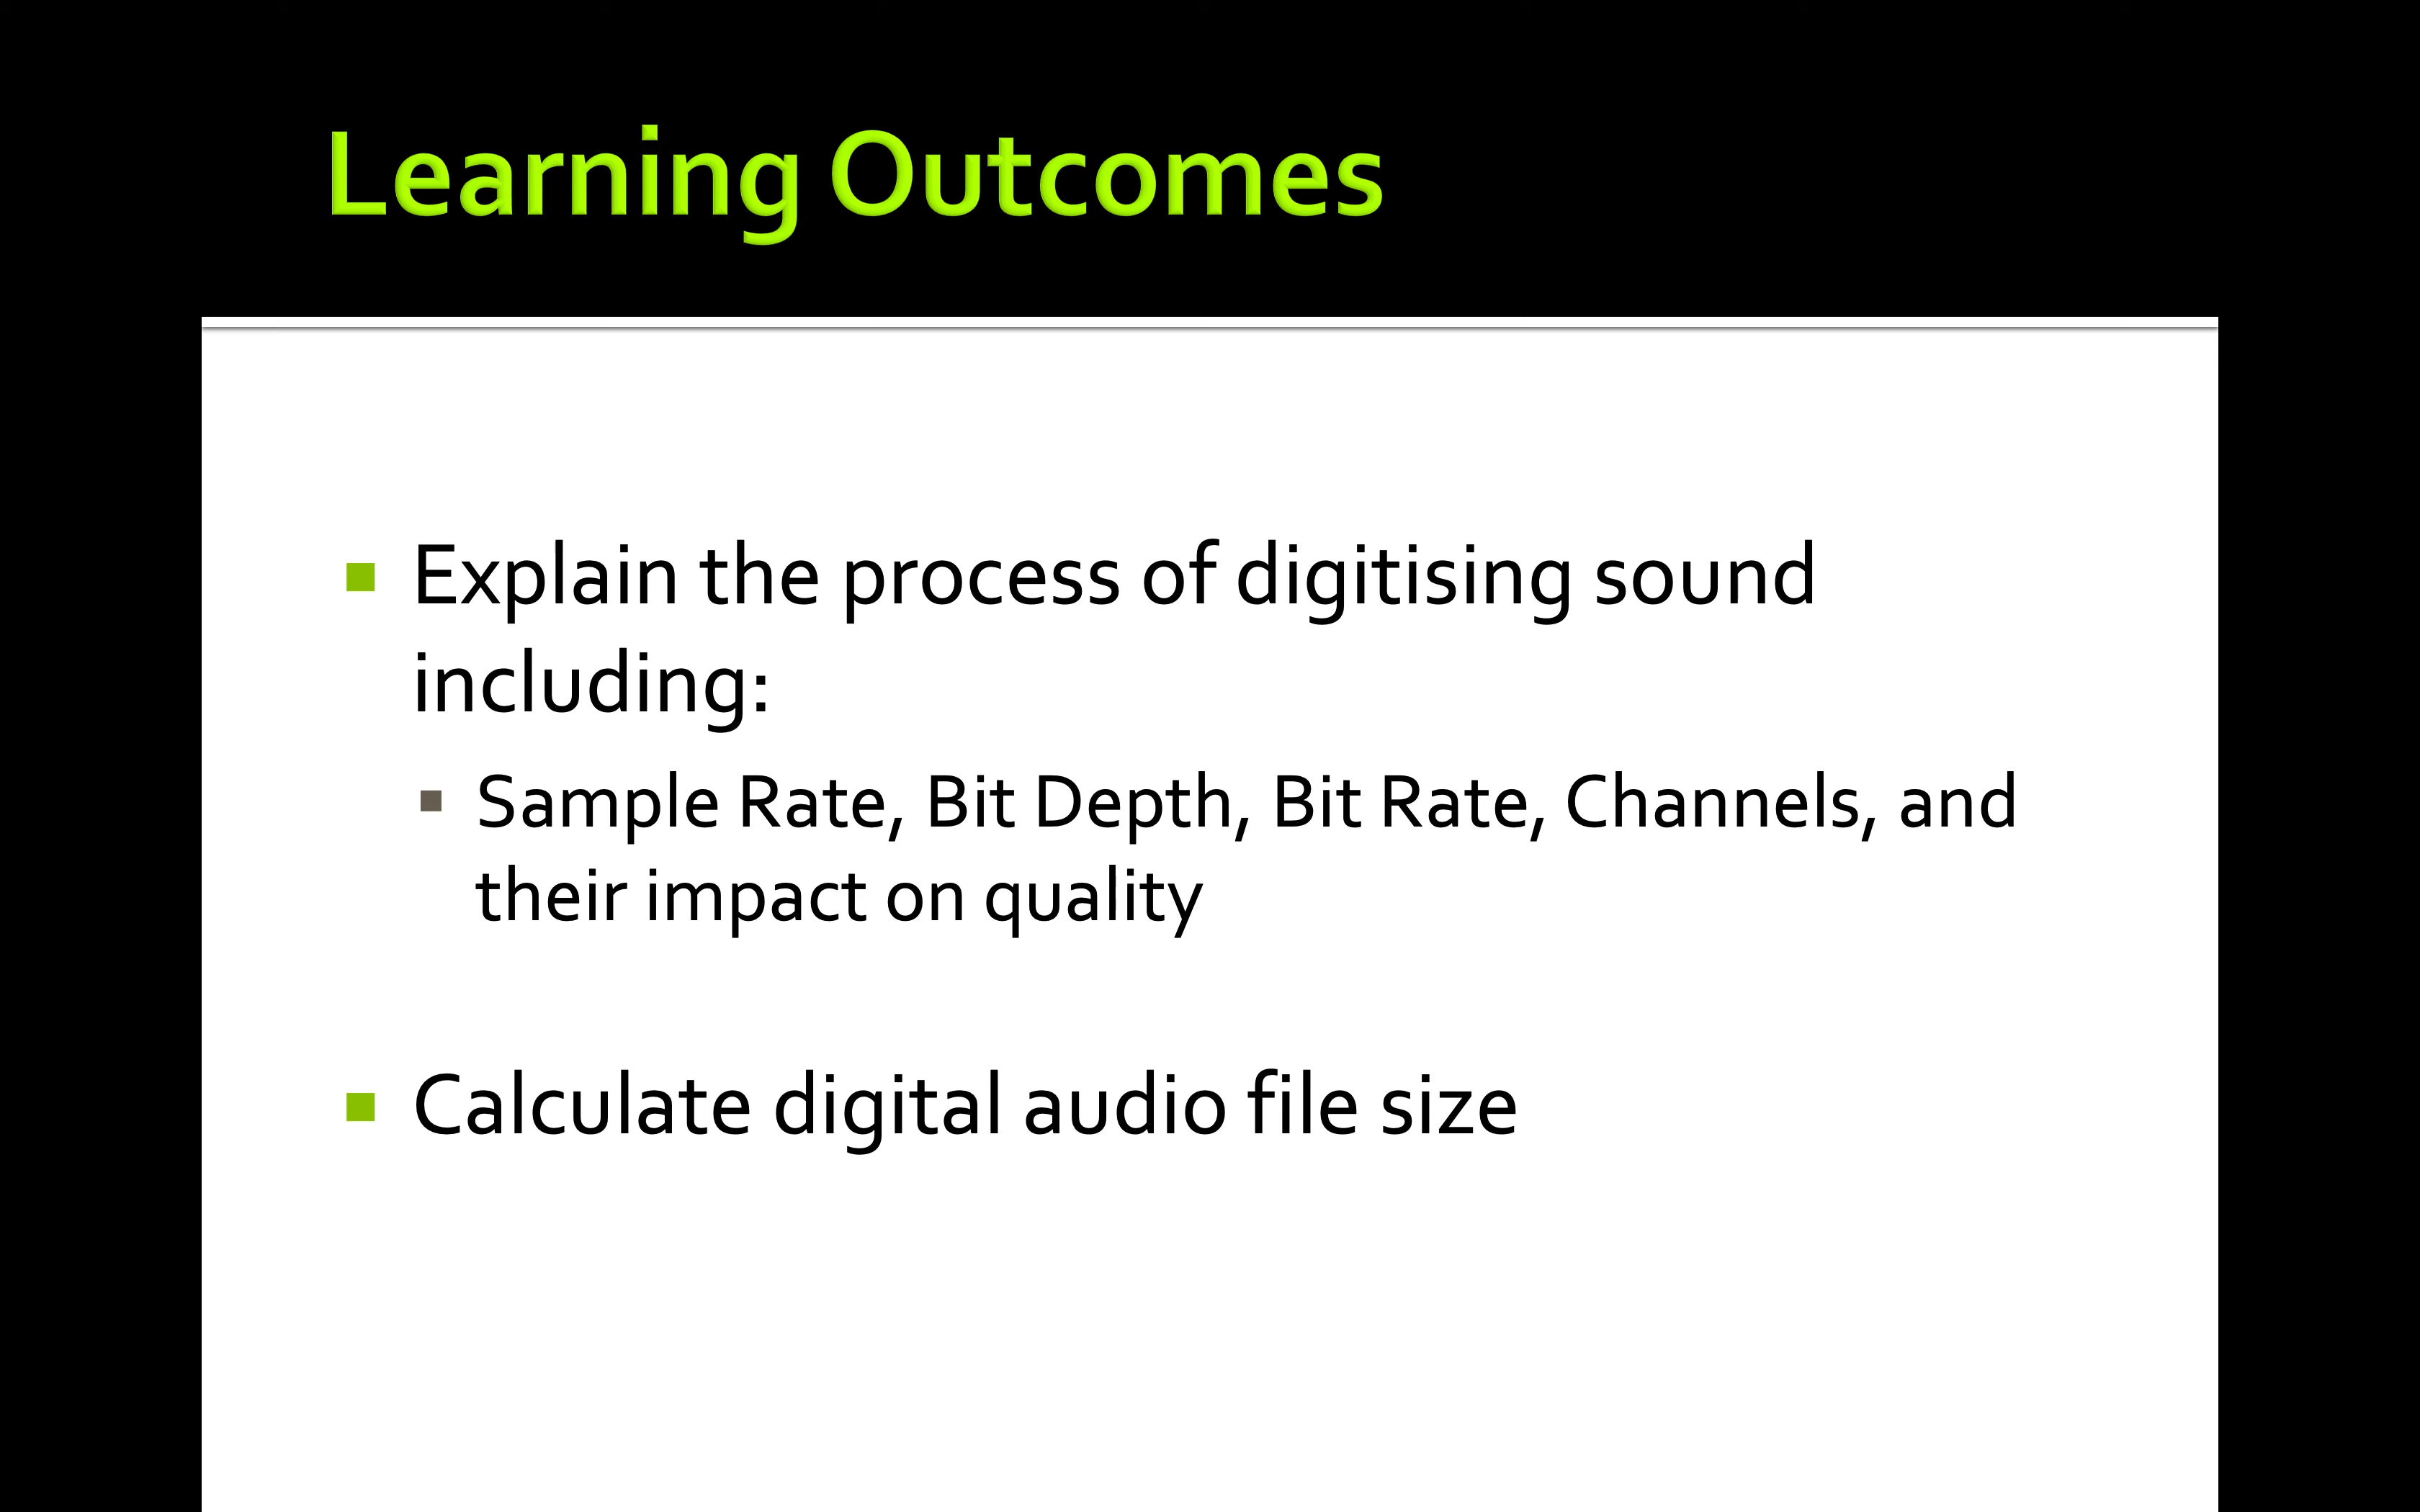 Learning Outcomes
Explain the process of digitising sound
including:
Sample Rate, Bit Depth, Bit Rate, Channels, and
their impact on quality
Calculate digital audio file size